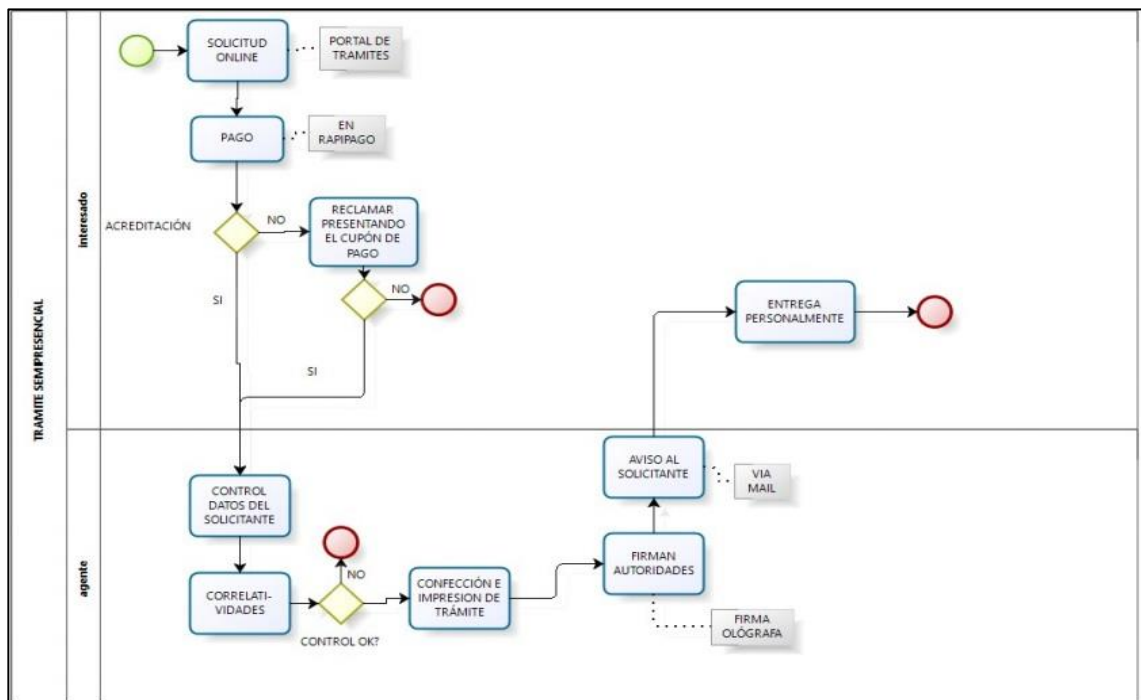 TRAMITE SEMIPRESENCIAL
interesado
SOLICITUD
ONLINE
PORTAL DE
TRAMITES
PAGO
EN
RAPIPAGO
ACREDITACIÓN
NO
RECLAMAR
PRESENTANDO
EL CUPÓN DE
PAGO
SI
NO
SI
ENTREGA
PERSONALMENTE
agente
CONTROL
DATOS DEL
SOLICITANTE
CORRELATI-
VIDADES
NO
CONTROL OK?
CONFECCIÓN E
IMPRESION DE
TRÁMITE
AVISO AL
SOLICITANTE
VIA
MAIL
FIRMAN
AUTORIDADES
FIRMA
OLÓGRAFA